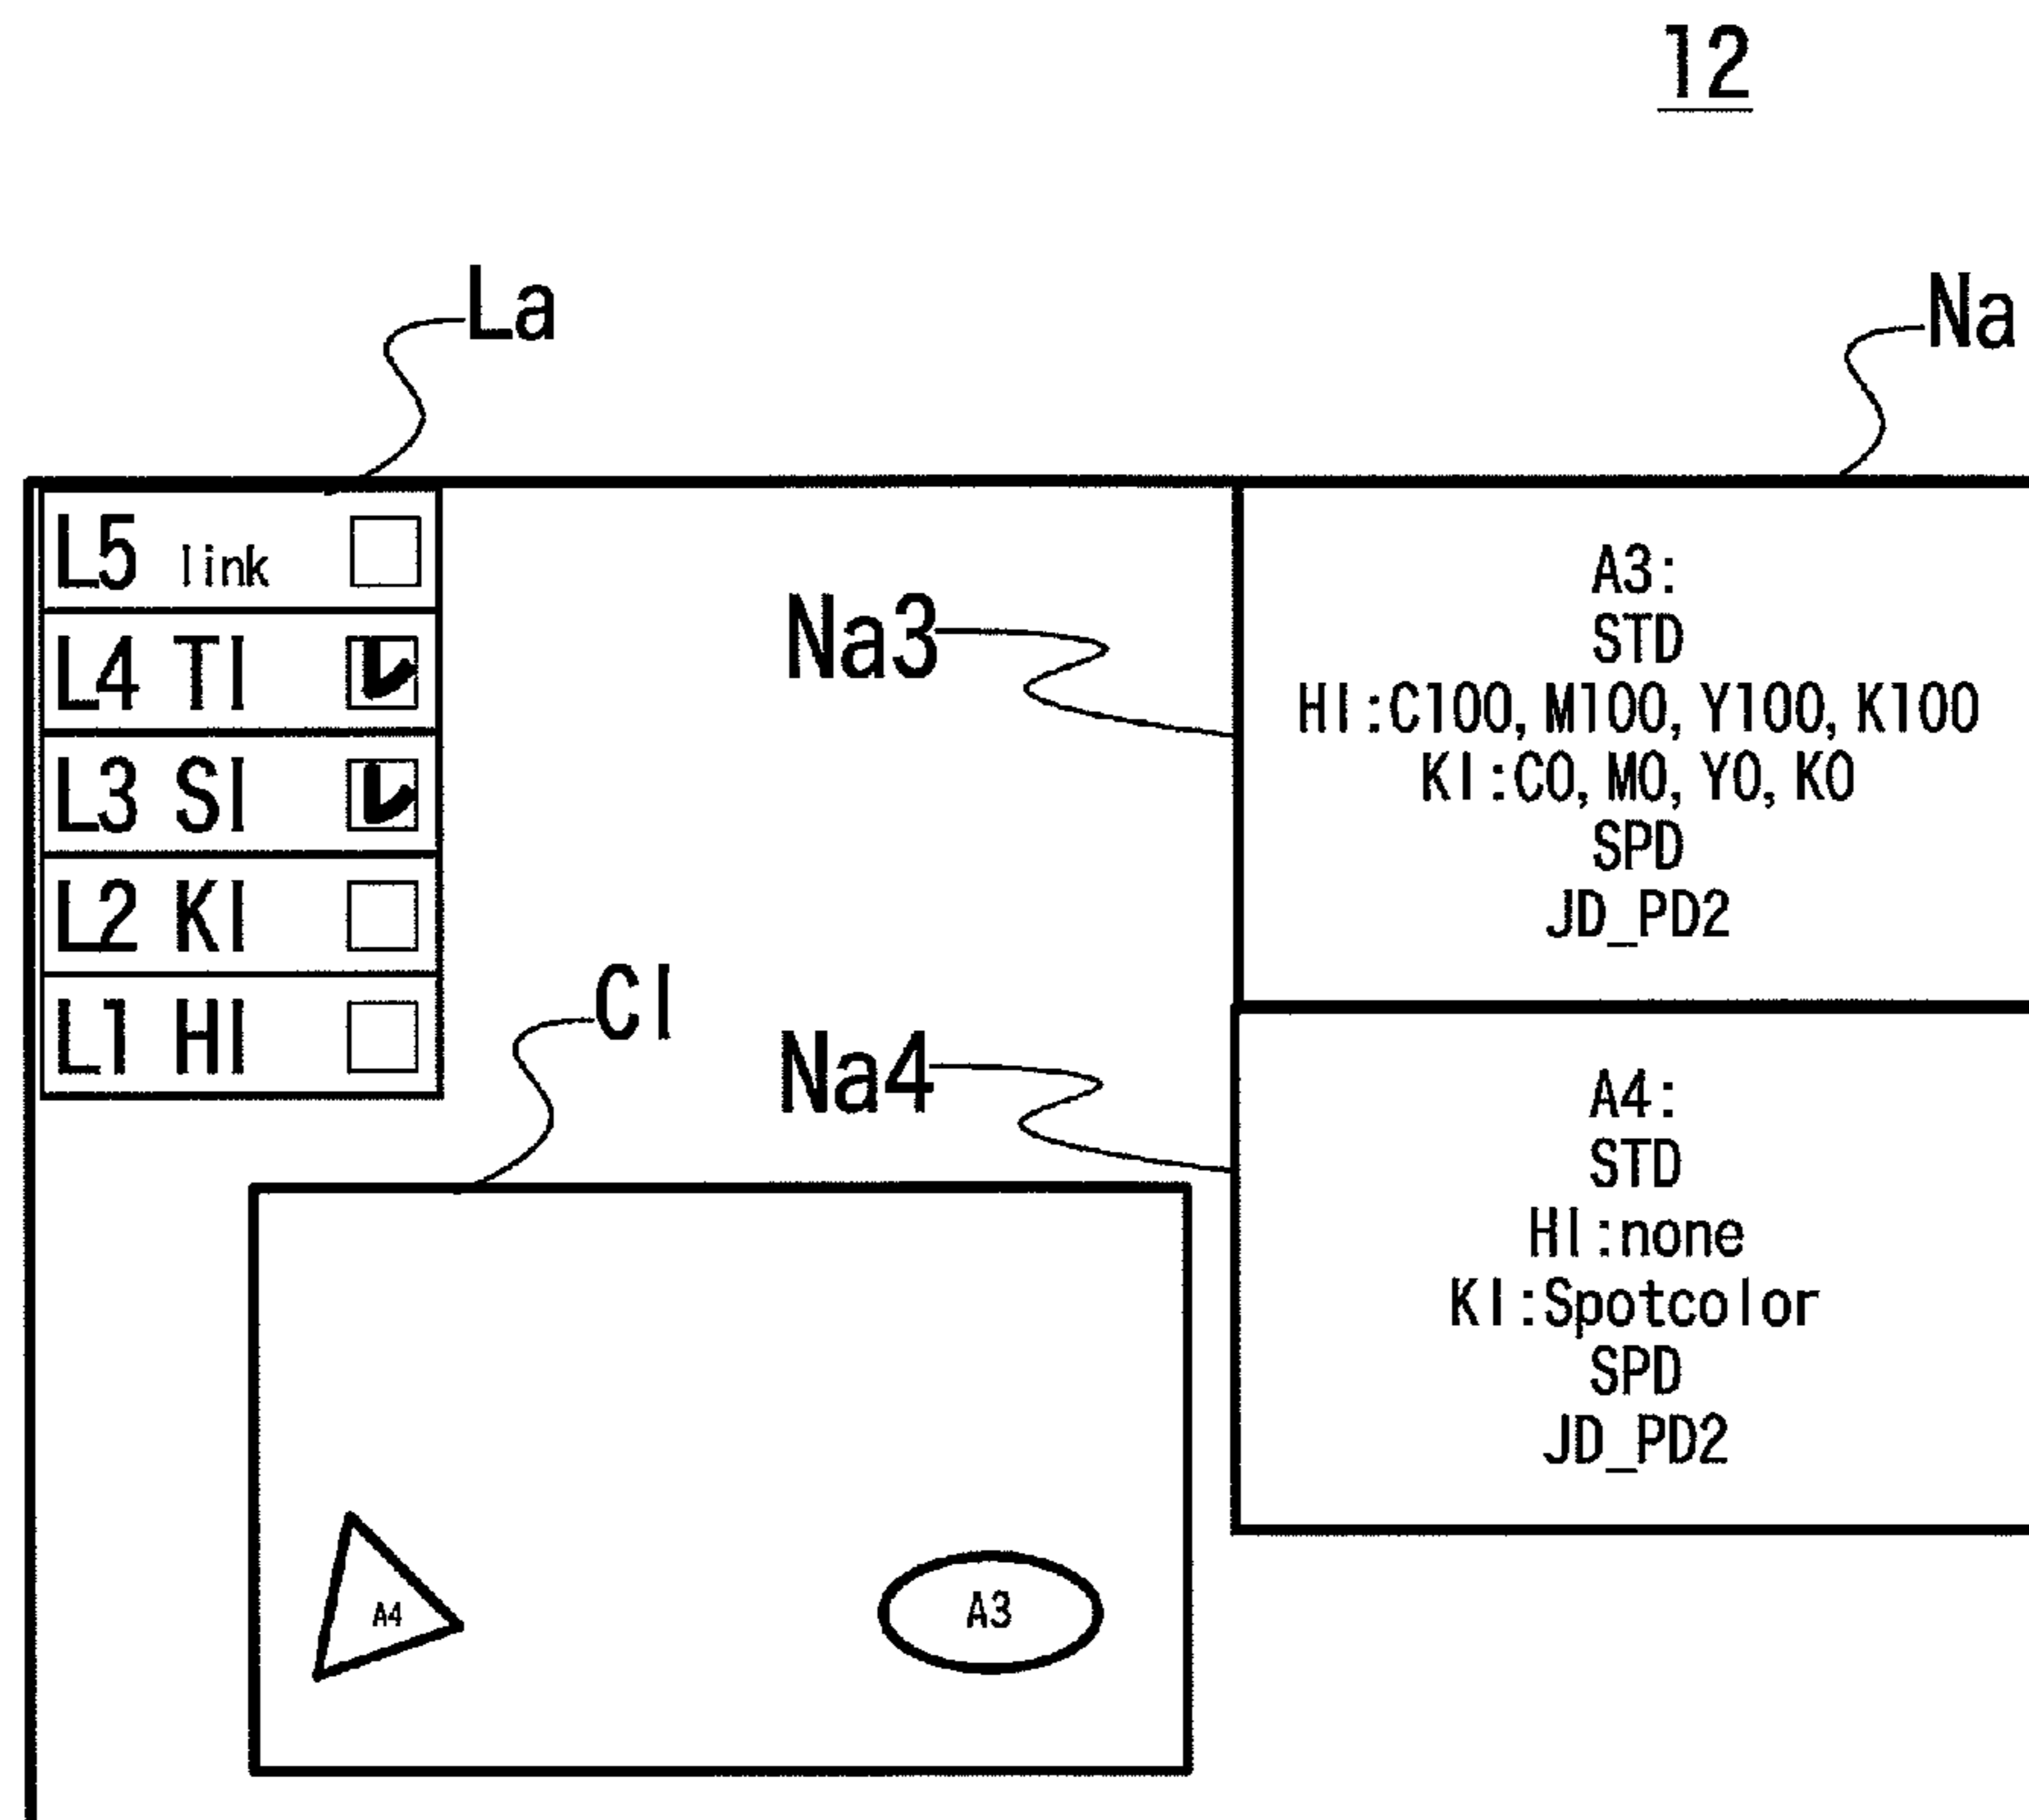 12
La
Na
L5 link
L4 TI
L3 SI
L2 KI
L1 HI
Na3
A3:
STD
HI:C100, M100, Y100, K100
KI:C0, M0, Y0, K0
SPD
JD_PD2
CI
Na4
A4:
STD
HI:none
KI:Spotcolor
SPD
JD_PD2
A4
A3